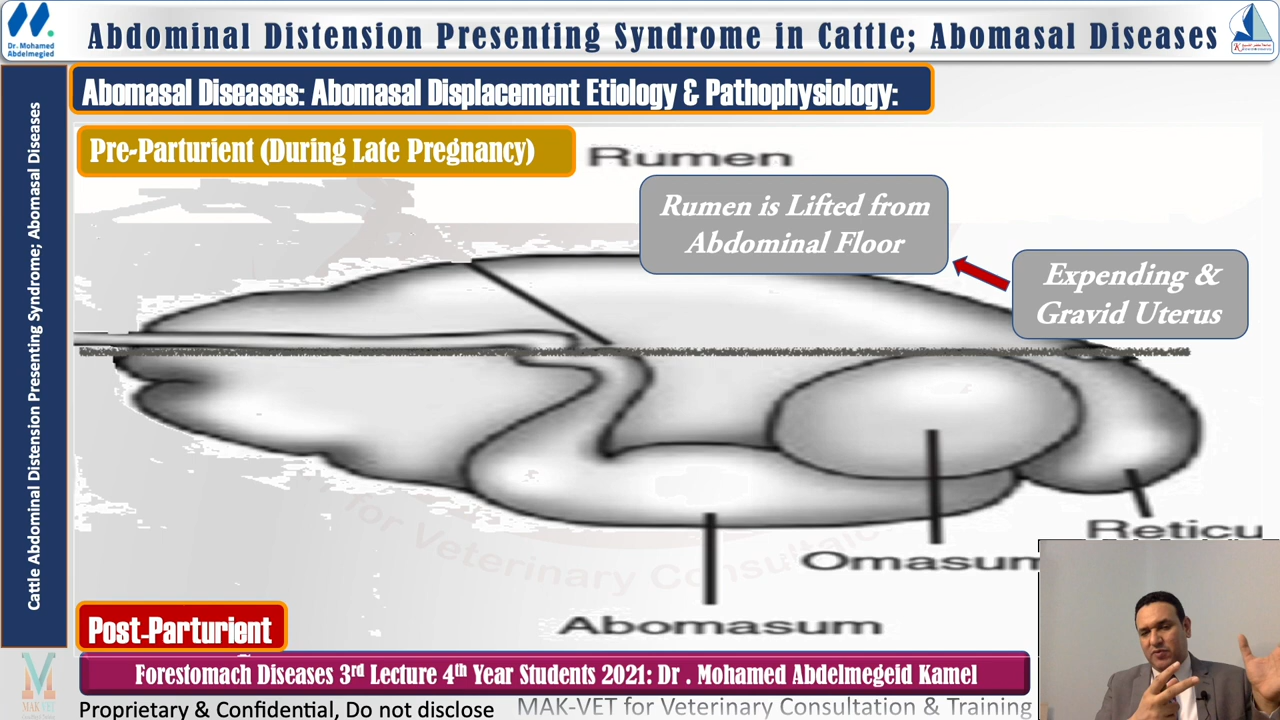 Dr. Mohamed
Abdelmegied
Abdominal Distension Presenting Syndrome in Cattle; Abomasal Diseases
Cattle Abdominal Distension Presenting Syndrome; Abomasal Diseases
Abomasal Diseases: Abomasal Displacement Etiology & Pathophysiology:
Pre-Parturient (During Late Pregnancy)
Rumen
Rumen is Lifted from
Abdominal Floor
Expending &
Gravid Uterus
for Veterinary Consultation
Reticu
Omasum
Abomasum
Post-Parturient
Forestomach Diseases 3rd Lecture 4th Year Students 2021: Dr . Mohamed Abdelmegeid Kamel
MAK-VET
Proprietary & Confidential, Do not disclose
MAK-VET for Veterinary Consultation & Training